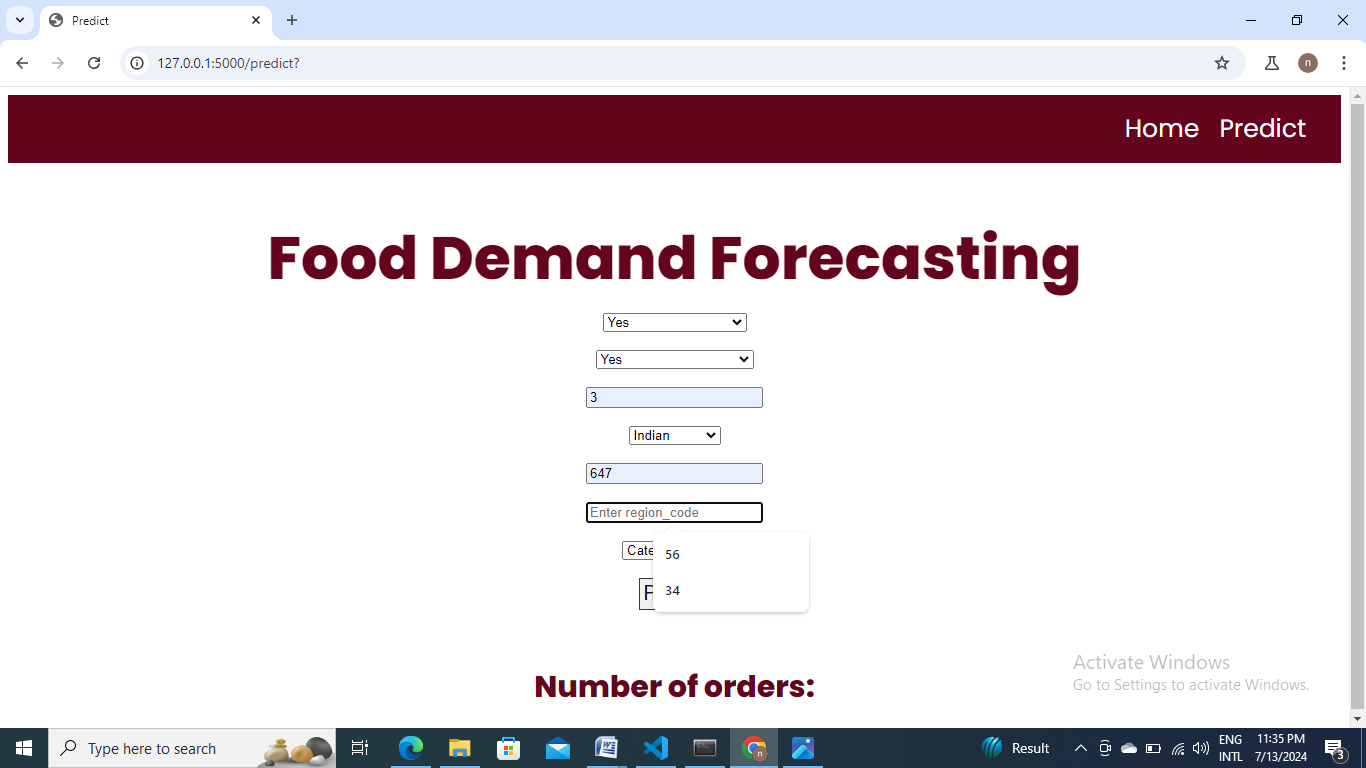 Predict
127.0.0.1:5000/predict?
n
Home Predict
Food Demand Forecasting
Yes
Yes
3
Indian
647
Enter region_code
56
34
Number of orders:
Activate Windows
Go to Settings to activate Windows.
Type here to search
Result
ENG
INTL
11:35 PM
7/13/2024
3